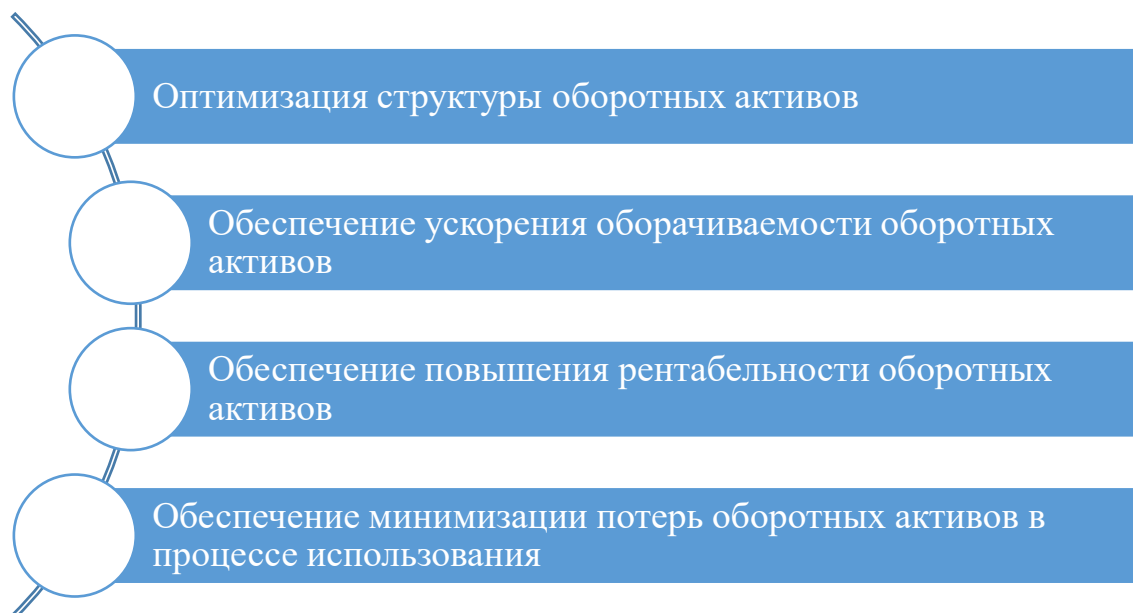 Оптимизация структуры оборотных активов
Обеспечение ускорения оборачиваемости оборотных
активов
Обеспечение повышения рентабельности оборотных
активов
Обеспечение минимизации потерь оборотных активов в
процессе использования